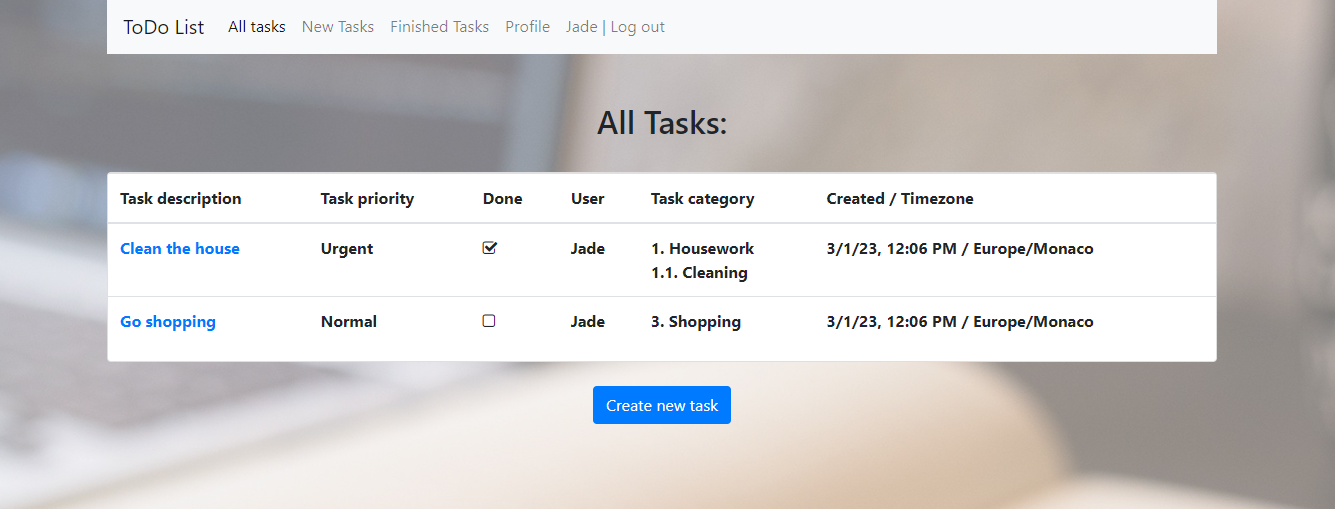 ToDo List All tasks New Tasks Finished Tasks Profile Jade | Log out
All Tasks:
Task description Task priority Done User Task category Created / Timezone
Clean the house Urgent Jade 1. Housework 3/1/23, 12:06 PM / Europe/Monaco
1.1. Cleaning
Go shopping Normal Jade 3. Shopping 3/1/23, 12:06 PM / Europe/Monaco
Create new task